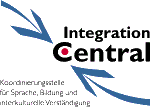 Integration
Central
Koordinierungsstelle
für Sprache, Bildung und
interkulturelle Verständigung